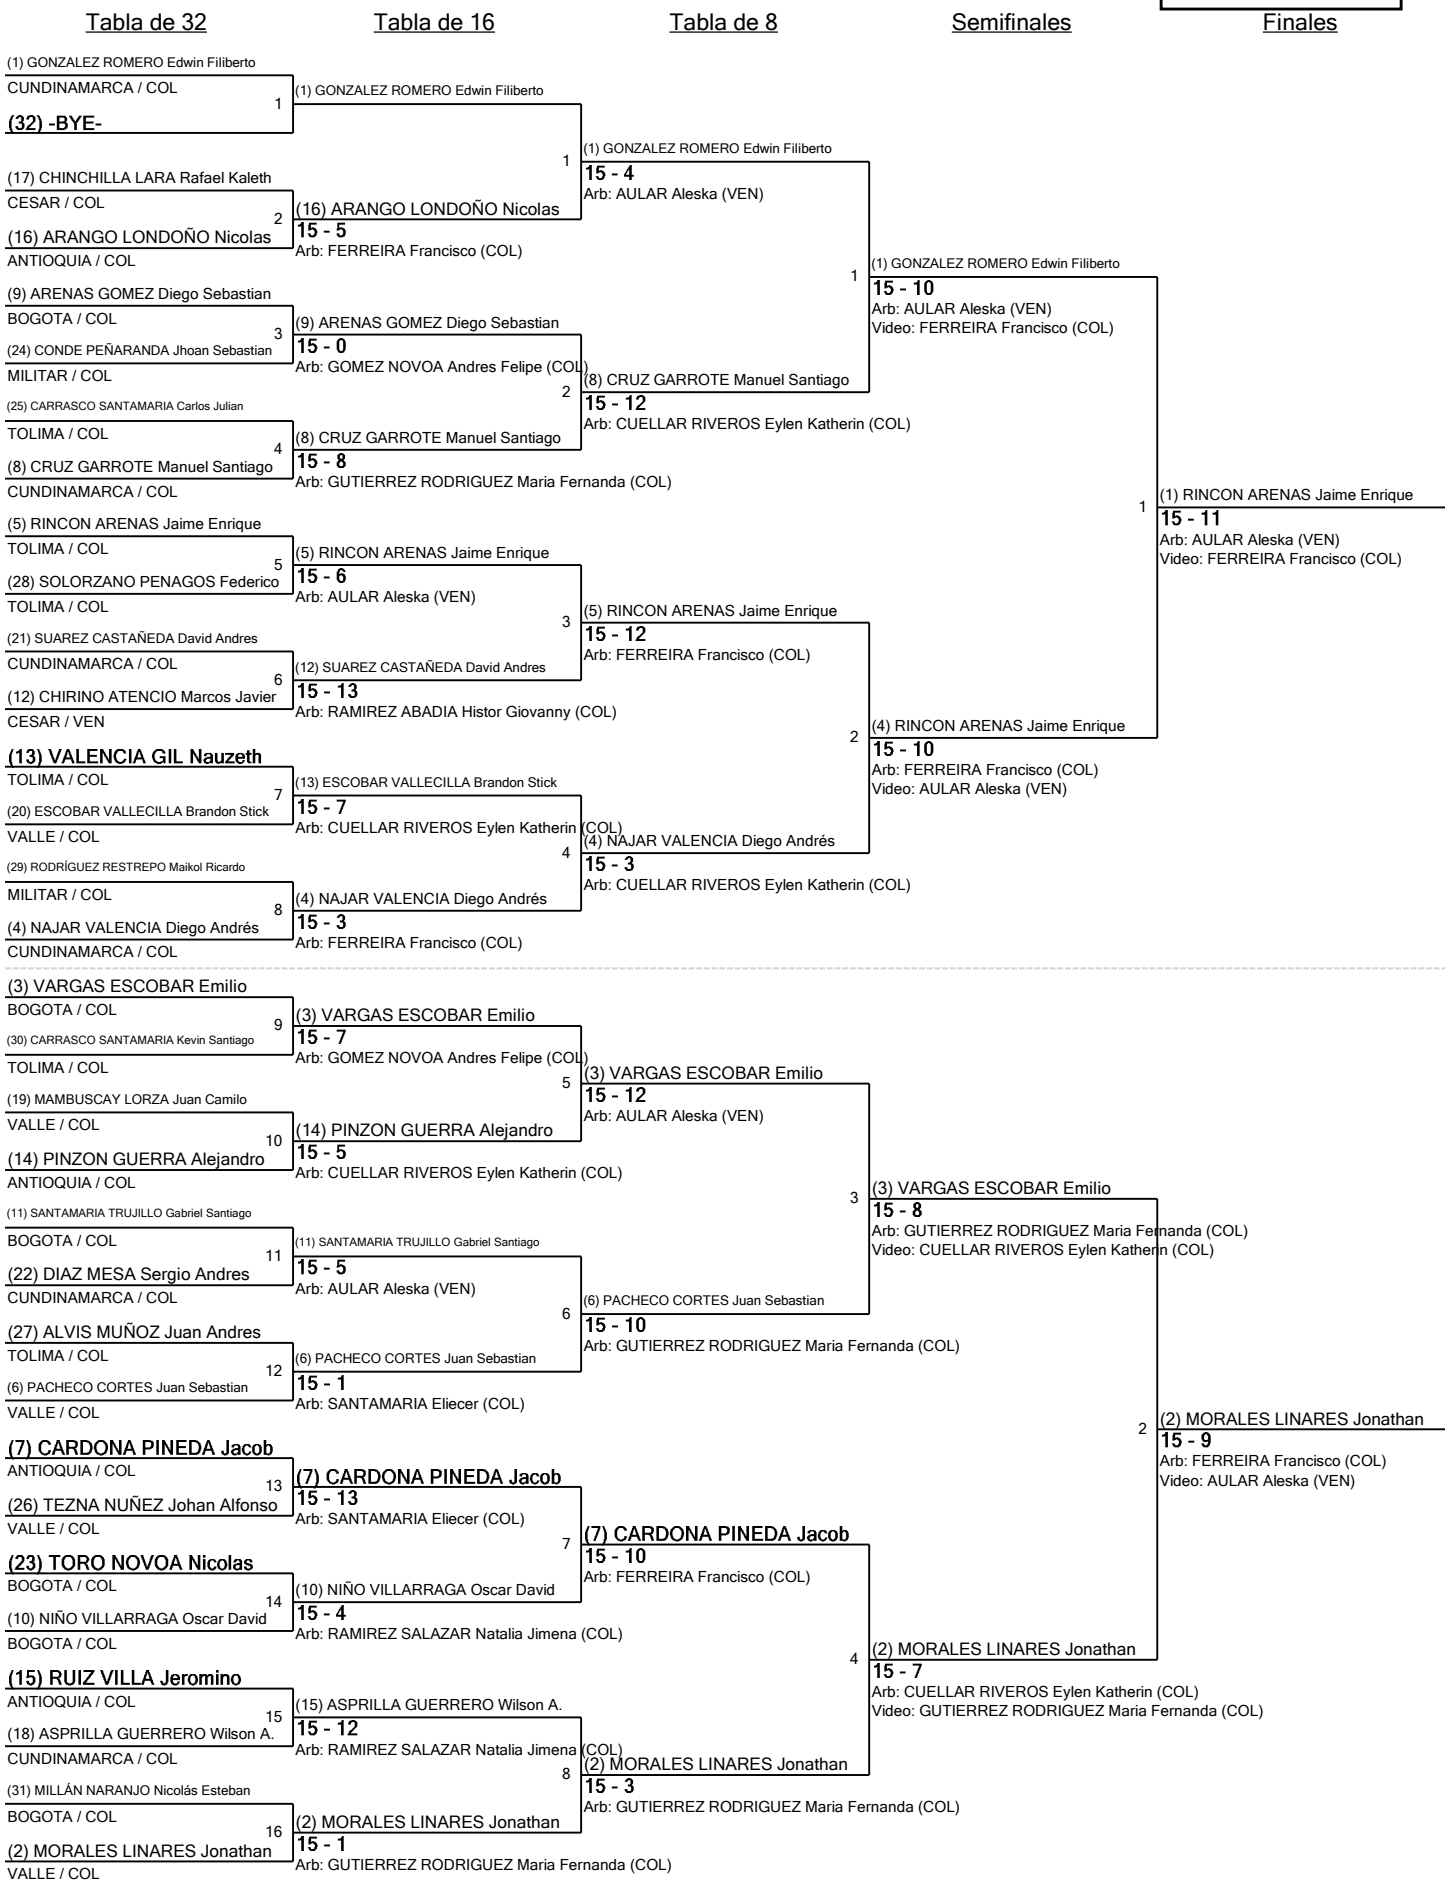 Tabla de 32
Tabla de 16
Tabla de 8
Semifinales
Finales
(1) GONZALEZ ROMERO Edwin Filiberto
CUNDINAMARCA / COL
1
(32) -BYE-
(17) CHINCHILLA LARA Rafael Kaleth
CESAR / COL
2
(16) ARANGO LONDOÑO Nicolas
ANTIOQUIA / COL
(9) ARENAS GOMEZ Diego Sebastian
BOGOTA / COL
3
(24) CONDE PEÑARANDA Jhoan Sebastian
MILITAR / COL
(25) CARRASCO SANTAMARIA Carlos Julian
TOLIMA / COL
4
(8) CRUZ GARROTE Manuel Santiago
CUNDINAMARCA / COL
(5) RINCON ARENAS Jaime Enrique
TOLIMA / COL
5
(28) SOLORZANO PENAGOS Federico
TOLIMA / COL
(21) SUAREZ CASTAÑEDA David Andres
CUNDINAMARCA / COL
6
(12) CHIRINO ATENCIO Marcos Javier
CESAR / VEN
(13) VALENCIA GIL Nauzeth
TOLIMA / COL
7
(20) ESCOBAR VALLECILLA Brandon Stick
VALLE / COL
(29) RODRÍGUEZ RESTREPO Maikol Ricardo
MILITAR / COL
8
(4) NAJAR VALENCIA Diego Andrés
CUNDINAMARCA / COL
(3) VARGAS ESCOBAR Emilio
BOGOTA / COL
9
(30) CARRASCO SANTAMARIA Kevin Santiago
TOLIMA / COL
(19) MAMBUSCAY LORZA Juan Camilo
VALLE / COL
10
(14) PINZON GUERRA Alejandro
ANTIOQUIA / COL
(11) SANTAMARIA TRUJILLO Gabriel Santiago
BOGOTA / COL
11
(22) DIAZ MESA Sergio Andres
CUNDINAMARCA / COL
(27) ALVIS MUÑOZ Juan Andres
TOLIMA / COL
12
(6) PACHECO CORTES Juan Sebastian
VALLE / COL
(7) CARDONA PINEDA Jacob
ANTIOQUIA / COL
13
(26) TEZNA NUÑEZ Johan Alfonso
VALLE / COL
(23) TORO NOVOA Nicolas
BOGOTA / COL
14
(10) NIÑO VILLARRAGA Oscar David
BOGOTA / COL
(15) RUIZ VILLA Jeromino
ANTIOQUIA / COL
15
(18) ASPRILLA GUERRERO Wilson A.
CUNDINAMARCA / COL
(31) MILLÁN NARANJO Nicolás Esteban
BOGOTA / COL
16
(2) MORALES LINARES Jonathan
VALLE / COL
(1) GONZALEZ ROMERO Edwin Filiberto
1
(16) ARANGO LONDOÑO Nicolas
15 - 5
Arb: FERREIRA Francisco (COL)
(9) ARENAS GOMEZ Diego Sebastian
15 - 0
Arb: GOMEZ NOVOA Andres Felipe (COL)
2
(8) CRUZ GARROTE Manuel Santiago
15 - 8
Arb: GUTIERREZ RODRIGUEZ Maria Fernanda (COL)
(5) RINCON ARENAS Jaime Enrique
15 - 6
Arb: AULAR Aleska (VEN)
3
(12) SUAREZ CASTAÑEDA David Andres
15 - 13
Arb: RAMIREZ ABADIA Histor Giovanny (COL)
(13) ESCOBAR VALLECILLA Brandon Stick
15 - 7
Arb: CUELLAR RIVEROS Eylen Katherin (COL)
4
(4) NAJAR VALENCIA Diego Andrés
15 - 3
Arb: FERREIRA Francisco (COL)
(3) VARGAS ESCOBAR Emilio
15 - 7
Arb: GOMEZ NOVOA Andres Felipe (COL)
5
(14) PINZON GUERRA Alejandro
15 - 5
Arb: CUELLAR RIVEROS Eylen Katherin (COL)
(11) SANTAMARIA TRUJILLO Gabriel Santiago
15 - 5
Arb: AULAR Aleska (VEN)
6
(6) PACHECO CORTES Juan Sebastian
15 - 1
Arb: SANTAMARIA Eliecer (COL)
(7) CARDONA PINEDA Jacob
15 - 13
Arb: SANTAMARIA Eliecer (COL)
7
(10) NIÑO VILLARRAGA Oscar David
15 - 4
Arb: RAMIREZ SALAZAR Natalia Jimena (COL)
(15) ASPRILLA GUERRERO Wilson A.
15 - 12
Arb: RAMIREZ SALAZAR Natalia Jimena (COL)
8
(2) MORALES LINARES Jonathan
15 - 1
Arb: GUTIERREZ RODRIGUEZ Maria Fernanda (COL)
(1) GONZALEZ ROMERO Edwin Filiberto
15 - 4
Arb: AULAR Aleska (VEN)
1
(8) CRUZ GARROTE Manuel Santiago
15 - 12
Arb: CUELLAR RIVEROS Eylen Katherin (COL)
(5) RINCON ARENAS Jaime Enrique
15 - 12
Arb: FERREIRA Francisco (COL)
2
(4) NAJAR VALENCIA Diego Andrés
15 - 3
Arb: CUELLAR RIVEROS Eylen Katherin (COL)
(3) VARGAS ESCOBAR Emilio
15 - 12
Arb: AULAR Aleska (VEN)
3
(6) PACHECO CORTES Juan Sebastian
15 - 10
Arb: GUTIERREZ RODRIGUEZ Maria Fernanda (COL)
(7) CARDONA PINEDA Jacob
15 - 10
Arb: FERREIRA Francisco (COL)
4
(2) MORALES LINARES Jonathan
15 - 3
Arb: GUTIERREZ RODRIGUEZ Maria Fernanda (COL)
(1) GONZALEZ ROMERO Edwin Filiberto
15 - 10
Arb: AULAR Aleska (VEN)
Video: FERREIRA Francisco (COL)
1
(4) RINCON ARENAS Jaime Enrique
15 - 10
Arb: FERREIRA Francisco (COL)
Video: AULAR Aleska (VEN)
(3) VARGAS ESCOBAR Emilio
15 - 8
Arb: GUTIERREZ RODRIGUEZ Maria Fernanda (COL)
Video: CUELLAR RIVEROS Eylen Katherin (COL)
2
(2) MORALES LINARES Jonathan
15 - 7
Arb: CUELLAR RIVEROS Eylen Katherin (COL)
Video: GUTIERREZ RODRIGUEZ Maria Fernanda (COL)
(1) RINCON ARENAS Jaime Enrique
15 - 11
Arb: AULAR Aleska (VEN)
Video: FERREIRA Francisco (COL)
(2) MORALES LINARES Jonathan
15 - 9
Arb: FERREIRA Francisco (COL)
Video: AULAR Aleska (VEN)